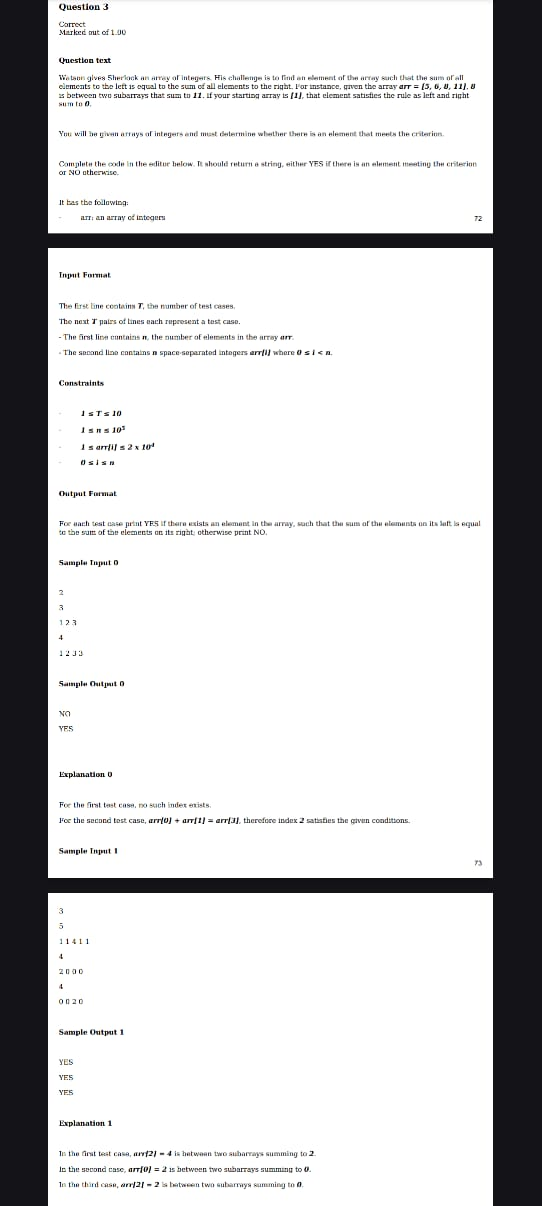 Question 3
Correct
Marked out of 1.00
Question text
Watson gives Sherlock an array of integers. His challenge is to find an element of the array such that the sum of all
elements to the left is equal to the sum of all elements to the right. For instance, given the array arr = [5, 6, 8, 11], 8
is between two subarrays that sum to 11. If your starting array is [1], that element satisfies the rule as left and right
sum to 0.
You will be given arrays of integers and must determine whether there is an element that meets the criterion.
Complete the code in the editor below. It should return a string, either YES if there is an element meeting the criterion
or NO otherwise.
It has the following:
· arr: an array of integers
72
Input Format
The first line contains T, the number of test cases.
The next T pairs of lines each represent a test case.
- The first line contains n, the number of elements in the array arr.
- The second line contains n space-separated integers arr[i] where 0 ≤ i < n.
Constraints
· 1 ≤ T ≤ 10
· 1 ≤ n ≤ 10⁵
· 1 ≤ arr[i] ≤ 2 x 10⁴
· 0 ≤ i ≤ n
Output Format
For each test case print YES if there exists an element in the array, such that the sum of the elements on its left is equal
to the sum of the elements on its right; otherwise print NO.
Sample Input 0
2
3
1 2 3
4
1 2 3 3
Sample Output 0
NO
YES
Explanation 0
For the first test case, no such index exists.
For the second test case, arr[0] + arr[1] = arr[3], therefore index 2 satisfies the given conditions.
Sample Input 1
73
3
5
1 1 4 1 1
4
2 0 0 0
4
0 0 2 0
Sample Output 1
YES
YES
YES
Explanation 1
In the first test case, arr[2] = 4 is between two subarrays summing to 2.
In the second case, arr[0] = 2 is between two subarrays summing to 0.
In the third case, arr[2] = 2 is between two subarrays summing to 0.